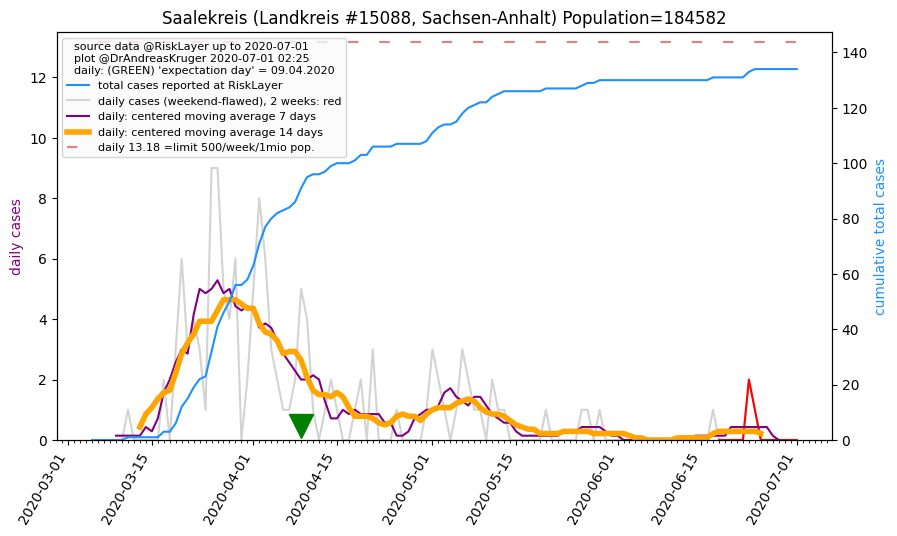 Saalekreis (Landkreis #15088, Sachsen-Anhalt) Population=184582
source data @RiskLayer up to 2020-07-01
plot @DrAndreasKruger 2020-07-01 02:25
daily: (GREEN) 'expectation day' = 09.04.2020
total cases reported at RiskLayer
daily cases (weekend-flawed), 2 weeks: red
daily: centered moving average 7 days
daily: centered moving average 14 days
daily 13.18 =limit 500/week/1mio pop.
daily cases
12
10
8
6
4
2
0
cumulative total cases
140
120
100
80
60
40
20
0
2020-03-01
2020-03-15
2020-04-01
2020-04-15
2020-05-01
2020-05-15
2020-06-01
2020-06-15
2020-07-01